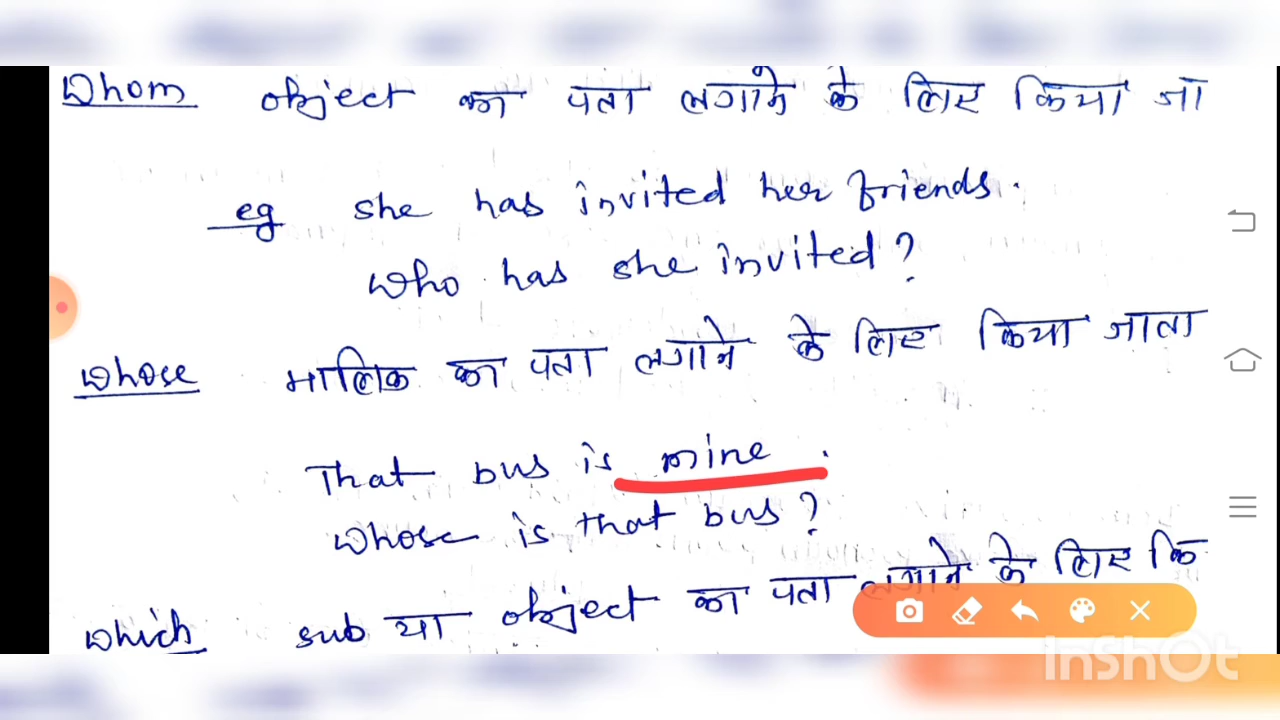 Whom object का पता लगाने के लिए किया जा
eg she has invited her friends.
Who has she invited?
Whose मालिक का पता लगाने के लिए किया जाता
That bus is mine.
Whose is that bus?
Which sub या object का पता लगाने के लिए कि
InShOt